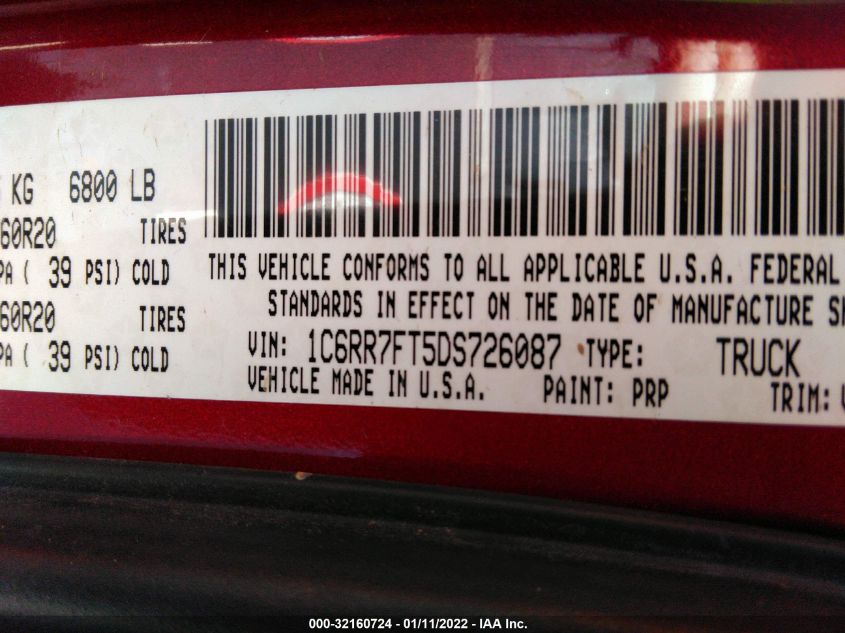 KG 6800 LB
60R20 TIRES
PA ( 39 PSI) COLD
60R20 TIRES
PA ( 39 PSI) COLD
THIS VEHICLE CONFORMS TO ALL APPLICABLE U.S.A. FEDERAL
STANDARDS IN EFFECT ON THE DATE OF MANUFACTURE SH
VIN: 1C6RR7FT5DS726087 TYPE: TRUCK
VEHICLE MADE IN U.S.A. PAINT: PRP TRIM:
000-32160724 - 01/11/2022 - IAA Inc.